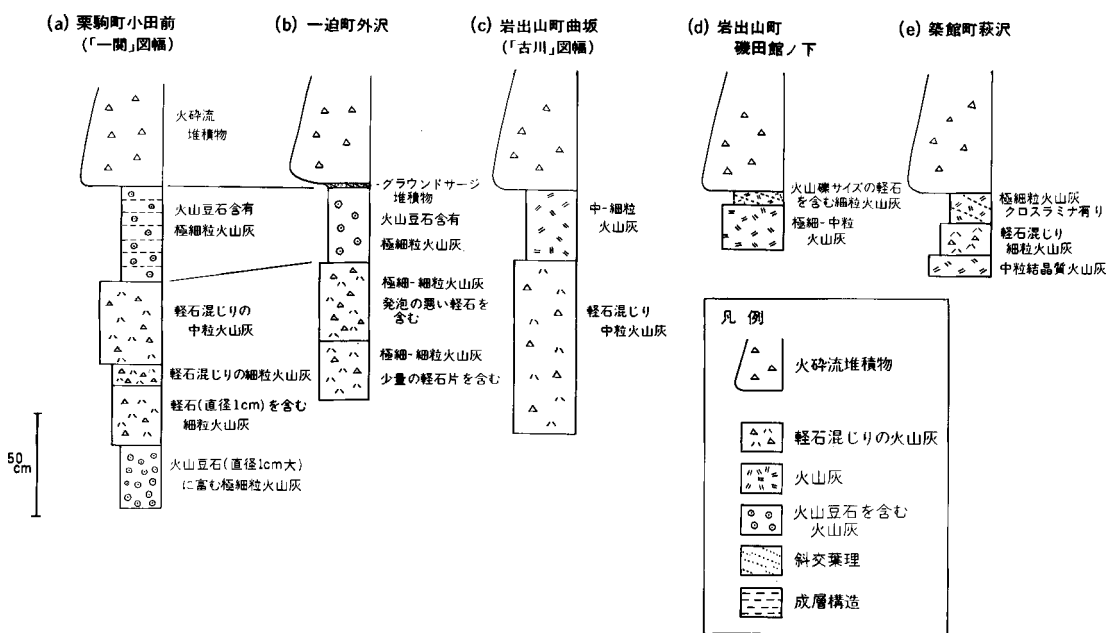 (a) 栗駒町小田前
(「一関」図幅)
火砕流
堆積物
火山豆石含有
極細粒火山灰
軽石混じりの
中粒火山灰
軽石混じりの細粒火山灰
軽石(直径1cm)を含む
細粒火山灰
火山豆石(直径1cm大)
に富む極細粒火山灰
50
cm
(b) 一迫町外沢
グラウンドサージ
堆積物
火山豆石含有
極細粒火山灰
極細-細粒火山灰
発泡の悪い軽石を
含む
極細-細粒火山灰
少量の軽石片を含む
(c) 岩出山町曲坂
(「古川」図幅)
中-細粒
火山灰
軽石混じり
中粒火山灰
(d) 岩出山町
磯田館ノ下
火山礫サイズの軽石
を含む細粒火山灰
極細-中粒
火山灰
(e) 築館町萩沢
極細粒火山灰
クロスラミナ有り
軽石混じり
細粒火山灰
中粒結晶質火山灰
凡例
火砕流堆積物
軽石混じりの火山灰
火山灰
火山豆石を含む
火山灰
斜交葉理
成層構造